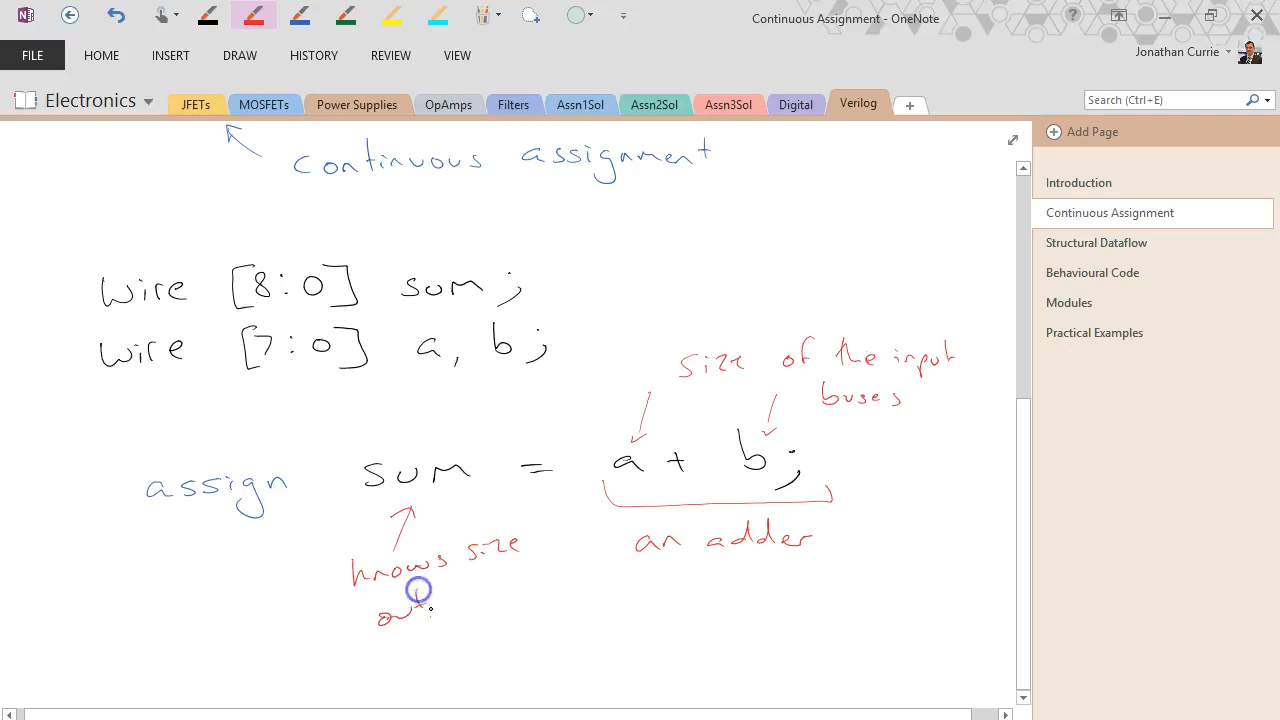 Continuous Assignment - OneNote
?
Jonathan Currie
FILE HOME INSERT DRAW HISTORY REVIEW VIEW
Electronics
JFETs MOSFETs Power Supplies OpAmps Filters Assn1Sol Assn2Sol Assn3Sol Digital Verilog +
Search (Ctrl+E)
Add Page
Introduction
Continuous Assignment
Structural Dataflow
Behavioural Code
Modules
Practical Examples
continuous assignment
wire [8:0] sum;
wire [7:0] a, b;
size of the input
buses
assign sum = a + b;
an adder
knows size
out